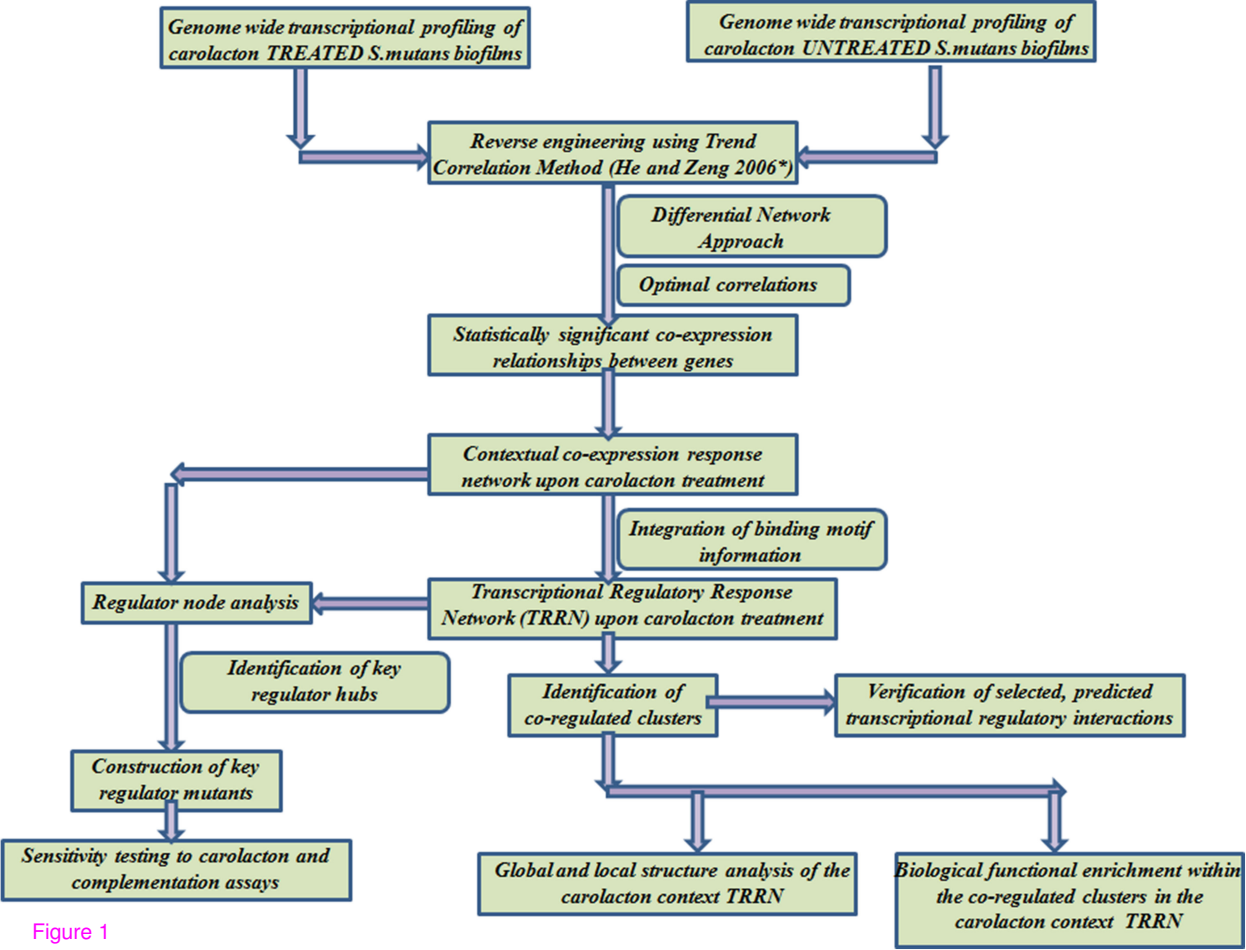 Genome wide transcriptional profiling of
carolacton TREATED S.mutans biofilms
Genome wide transcriptional profiling of
carolacton UNTREATED S.mutans biofilms
Reverse engineering using Trend
Correlation Method (He and Zeng 2006*)
Differential Network
Approach
Optimal correlations
Statistically significant co-expression
relationships between genes
Contextual co-expression response
network upon carolacton treatment
Integration of binding motif
information
Regulator node analysis
Transcriptional Regulatory Response
Network (TRRN) upon carolacton treatment
Identification of key
regulator hubs
Identification of
co-regulated clusters
Verification of selected, predicted
transcriptional regulatory interactions
Construction of key
regulator mutants
Sensitivity testing to carolacton and
complementation assays
Global and local structure analysis of the
carolacton context TRRN
Biological functional enrichment within
the co-regulated clusters in the
carolacton context TRRN
Figure 1